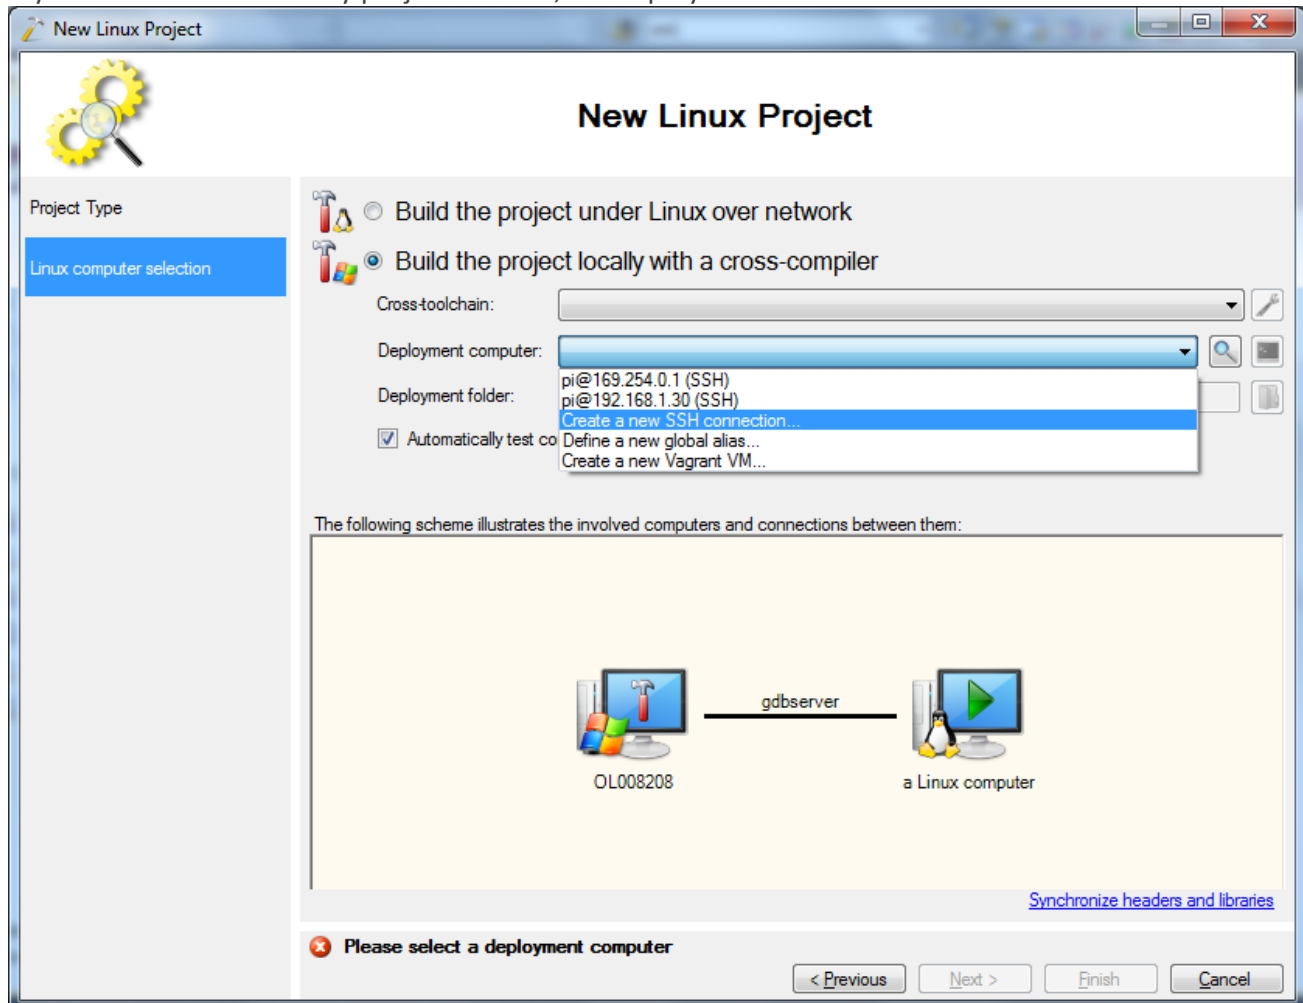 New Linux Project
New Linux Project
Project Type
Linux computer selection
Build the project under Linux over network
Build the project locally with a cross-compiler
Cross-toolchain:
Deployment computer:
pi@169.254.0.1 (SSH)
Deployment folder:
pi@192.168.1.30 (SSH)
Create a new SSH connection...
Automatically test co
Define a new global alias...
Create a new Vagrant VM...
The following scheme illustrates the involved computers and connections between them:
gdbserver
OL008208
a Linux computer
Synchronize headers and libraries
Please select a deployment computer
< Previous
Next >
Finish
Cancel